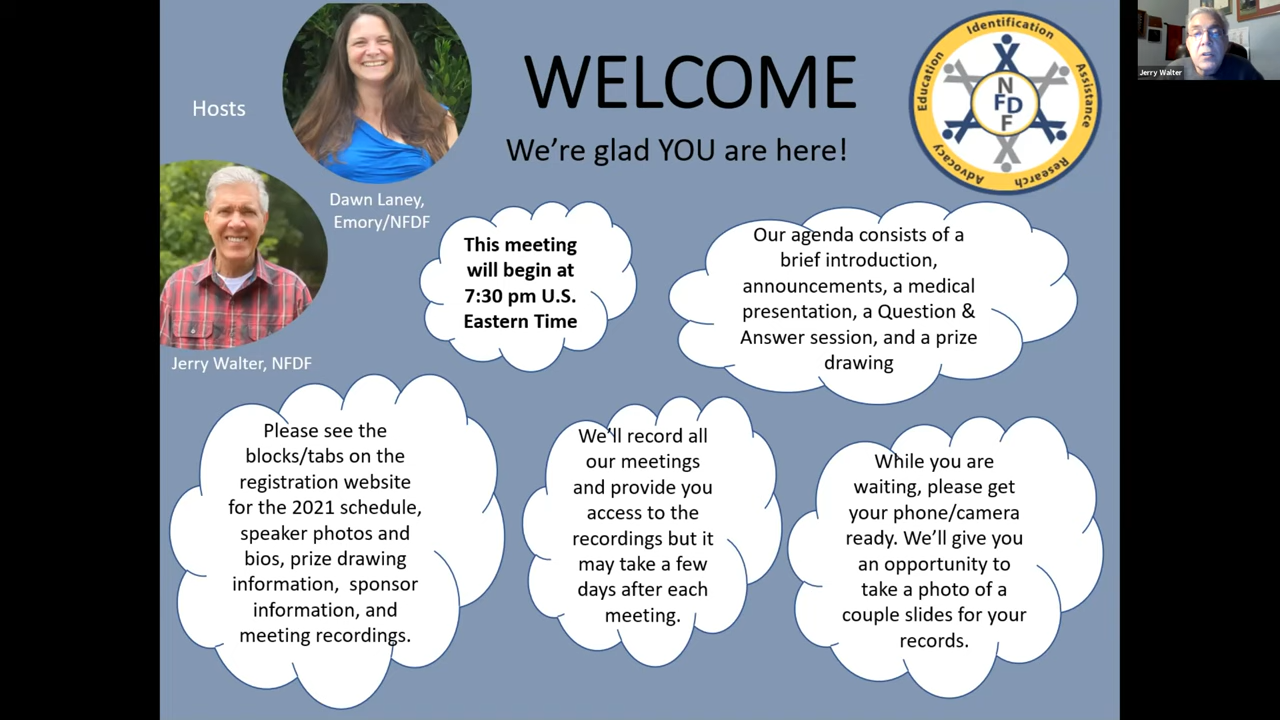 Hosts
WELCOME
We’re glad YOU are here!
Identification
Assistance
Research
Advocacy
Education
N
FD
F
Jerry Walter
Dawn Laney,
Emory/NFDF
Jerry Walter, NFDF
This meeting
will begin at
7:30 pm U.S.
Eastern Time
Our agenda consists of a
brief introduction,
announcements, a medical
presentation, a Question &
Answer session, and a prize
drawing
Please see the
blocks/tabs on the
registration website
for the 2021 schedule,
speaker photos and
bios, prize drawing
information, sponsor
information, and
meeting recordings.
We’ll record all
our meetings
and provide you
access to the
recordings but it
may take a few
days after each
meeting.
While you are
waiting, please get
your phone/camera
ready. We’ll give you
an opportunity to
take a photo of a
couple slides for your
records.